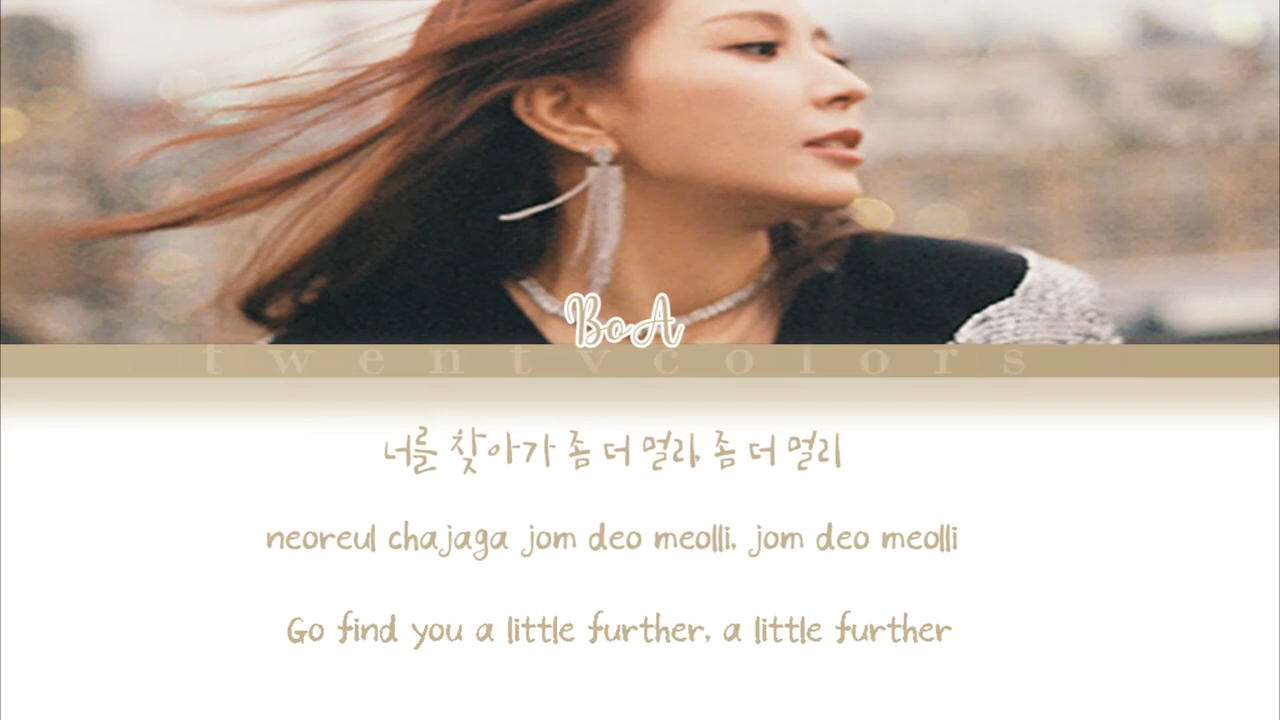 BoA
twentycolors
너를 찾아가 좀 더 멀리, 좀 더 멀리
neoreul chajaga jom deo meolli, jom deo meolli
Go find you a little further, a little further